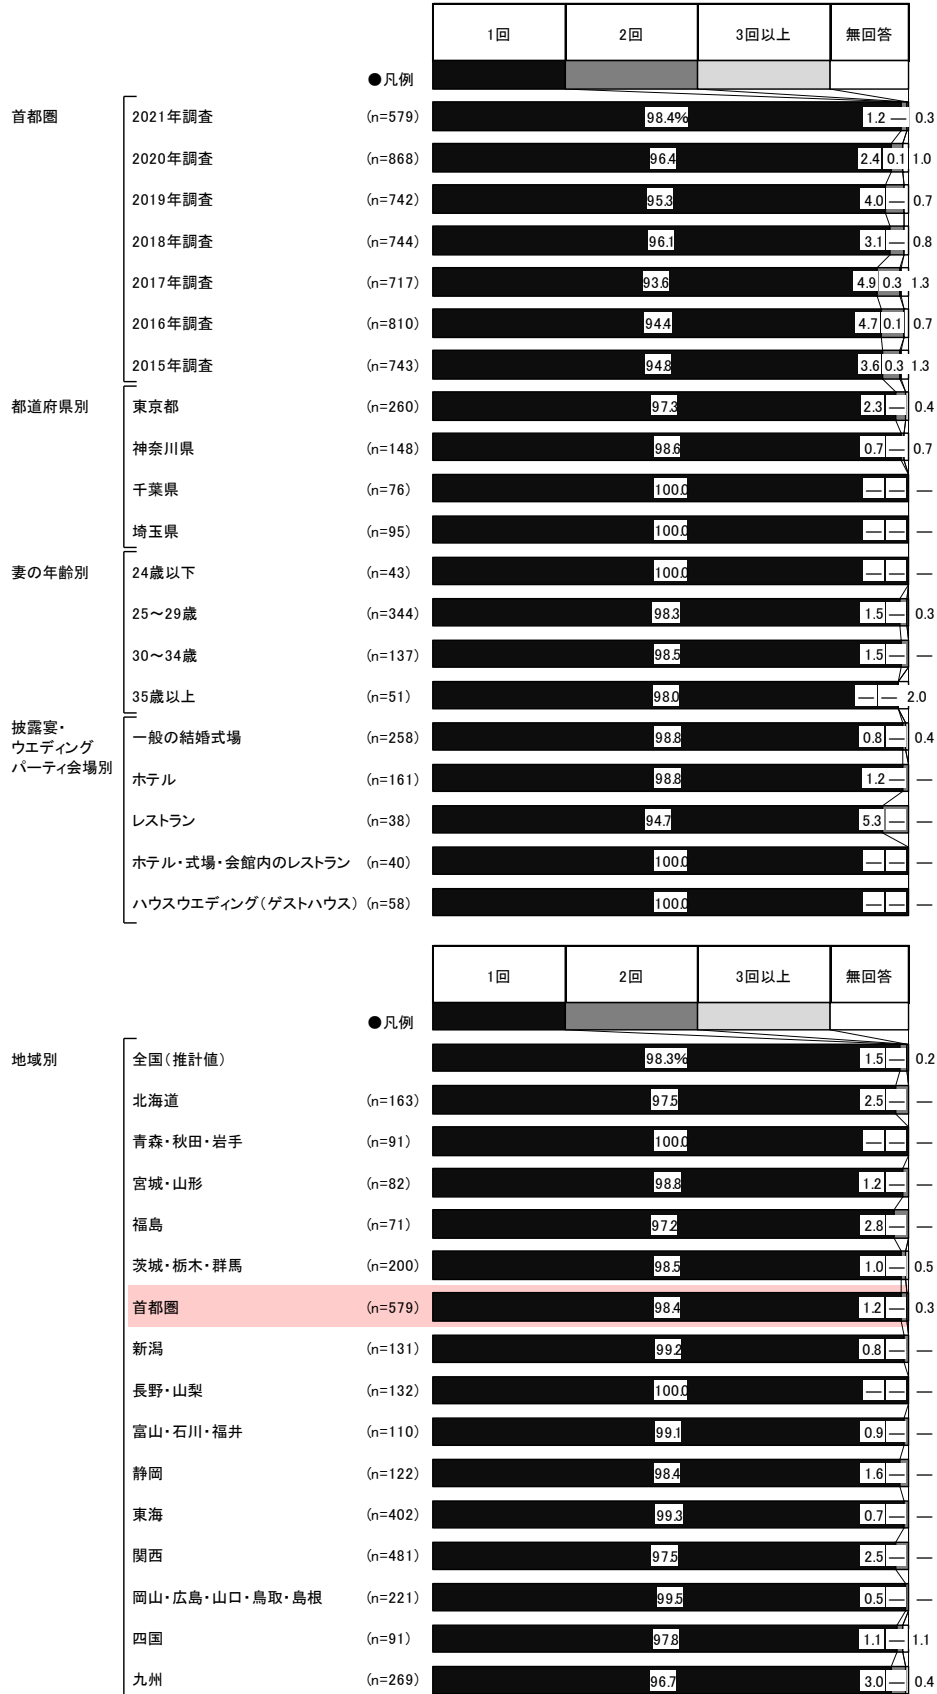 1回 2回 3回以上 無回答
●凡例
首都圏 2021年調査 (n=579) 98.4% 1.2 — 0.3
2020年調査 (n=868) 96.4 2.4 0.1 1.0
2019年調査 (n=742) 95.3 4.0 — 0.7
2018年調査 (n=744) 96.1 3.1 — 0.8
2017年調査 (n=717) 93.6 4.9 0.3 1.3
2016年調査 (n=810) 94.4 4.7 0.1 0.7
2015年調査 (n=743) 94.8 3.6 0.3 1.3
都道府県別 東京都 (n=260) 97.3 2.3 — 0.4
神奈川県 (n=148) 98.6 0.7 — 0.7
千葉県 (n=76) 100.0 — — —
埼玉県 (n=95) 100.0 — — —
妻の年齢別 24歳以下 (n=43) 100.0 — — —
25〜29歳 (n=344) 98.3 1.5 — 0.3
30〜34歳 (n=137) 98.5 1.5 — —
35歳以上 (n=51) 98.0 — — 2.0
披露宴・
ウエディング
パーティ会場別
一般の結婚式場 (n=258) 98.8 0.8 — 0.4
ホテル (n=161) 98.8 1.2 — —
レストラン (n=38) 94.7 5.3 — —
ホテル・式場・会館内のレストラン (n=40) 100.0 — — —
ハウスウエディング(ゲストハウス) (n=58) 100.0 — — —
1回 2回 3回以上 無回答
●凡例
地域別 全国(推計値) 98.3% 1.5 — 0.2
北海道 (n=163) 97.5 2.5 — —
青森・秋田・岩手 (n=91) 100.0 — — —
宮城・山形 (n=82) 98.8 1.2 — —
福島 (n=71) 97.2 2.8 — —
茨城・栃木・群馬 (n=200) 98.5 1.0 — 0.5
首都圏 (n=579) 98.4 1.2 — 0.3
新潟 (n=131) 99.2 0.8 — —
長野・山梨 (n=132) 100.0 — — —
富山・石川・福井 (n=110) 99.1 0.9 — —
静岡 (n=122) 98.4 1.6 — —
東海 (n=402) 99.3 0.7 — —
関西 (n=481) 97.5 2.5 — —
岡山・広島・山口・鳥取・島根 (n=221) 99.5 0.5 — —
四国 (n=91) 97.8 1.1 — 1.1
九州 (n=269) 96.7 3.0 — 0.4